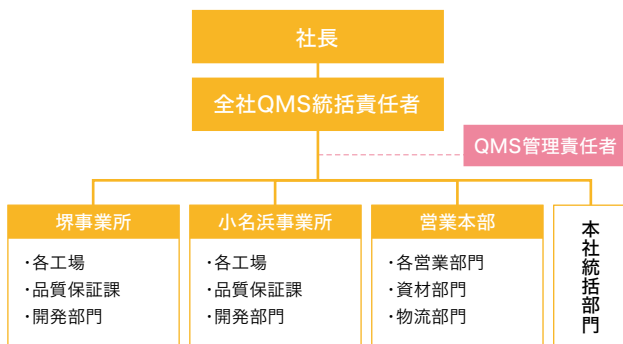 社長
全社QMS統括責任者
QMS管理責任者
堺事業所
・各工場
・品質保証課
・開発部門
小名浜事業所
・各工場
・品質保証課
・開発部門
営業本部
・各営業部門
・資材部門
・物流部門
本社統括部門